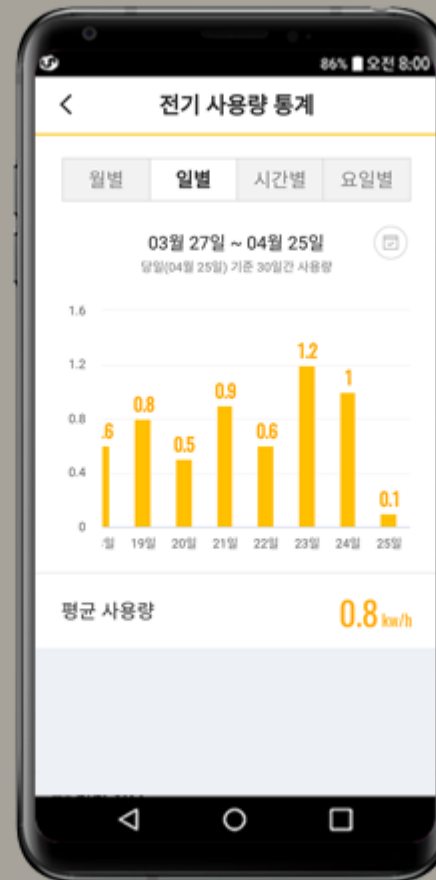 86% 오전 8:00
전기 사용량 통계
월별 일별 시간별 요일별
03월 27일 ~ 04월 25일
당일(04월 25일) 기준 30일간 사용량
1.6
1.2
0.8
0.4
0
.6 0.8 0.5 0.9 0.6 1.2 1 0.1
일 19일 20일 21일 22일 23일 24일 25일
평균 사용량 0.8 kw/h